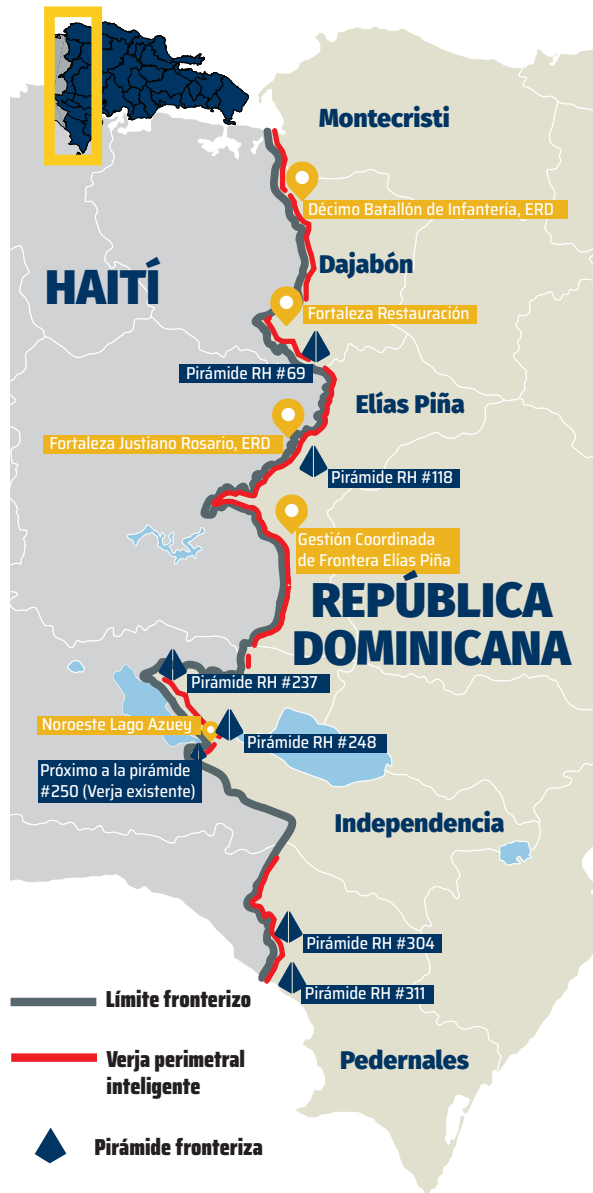 Montecristi
Décimo Batallón de Infantería, ERD
Dajabón
HAITÍ
Fortaleza Restauración
Pirámide RH #69
Elías Piña
Fortaleza Justiano Rosario, ERD
Pirámide RH #118
Gestión Coordinada
de Frontera Elías Piña
REPÚBLICA
DOMINICANA
Pirámide RH #237
Noroeste Lago Azuey
Pirámide RH #248
Próximo a la pirámide
#250 (Verja existente)
Independencia
Pirámide RH #304
Pirámide RH #311
Límite fronterizo
Verja perimetral
inteligente
Pedernales
Pirámide fronteriza